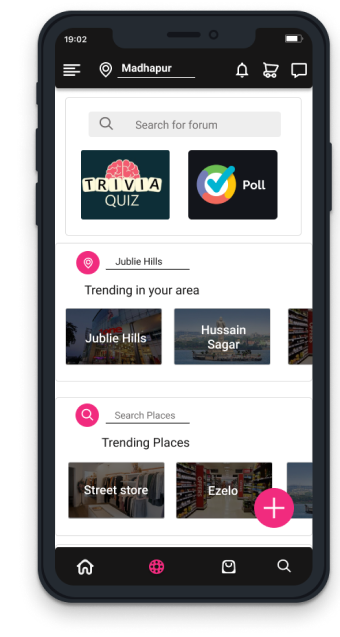 19:02
Madhapur
Search for forum
TRIVIA
QUIZ
Poll
Jublie Hills
Trending in your area
Jublie Hills
Hussain
Sagar
Search Places
Trending Places
Street store
Ezelo